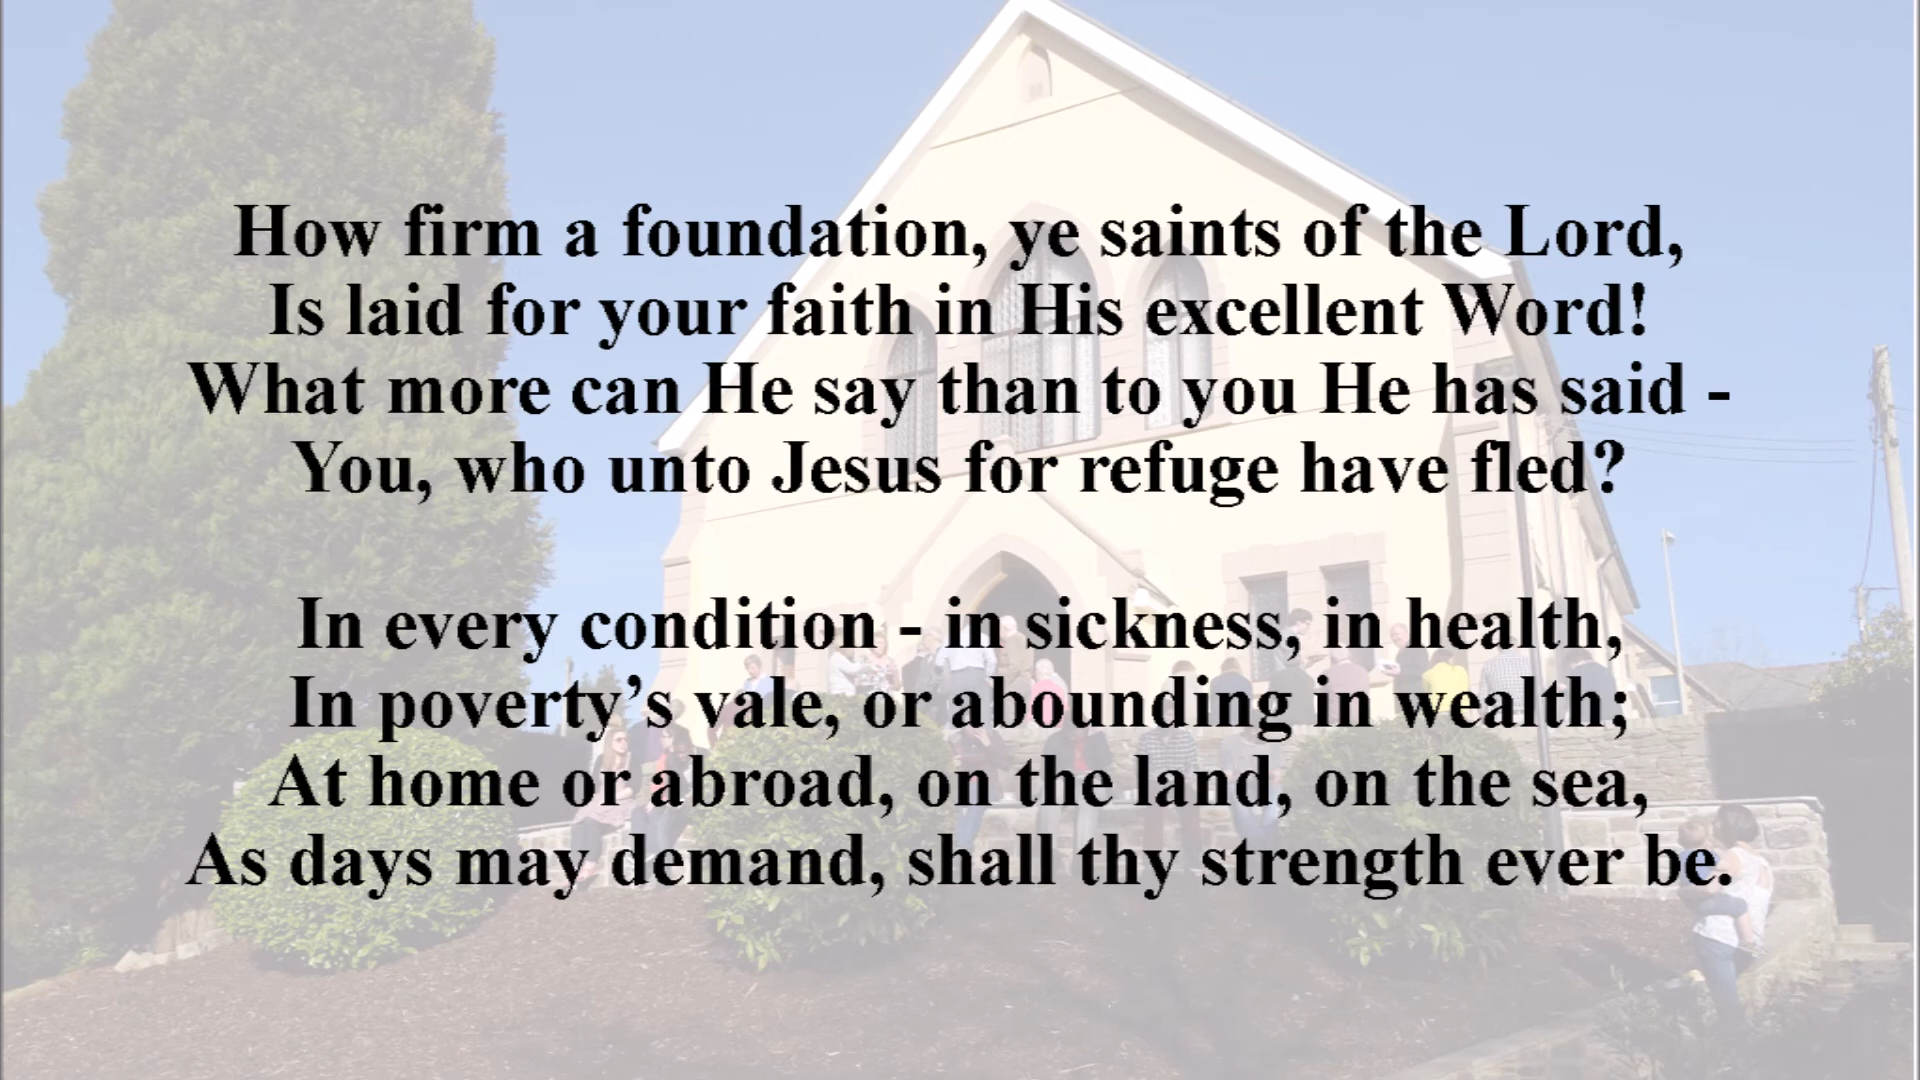 How firm a foundation, ye saints of the Lord,
Is laid for your faith in His excellent Word!
What more can He say than to you He has said -
You, who unto Jesus for refuge have fled?

In every condition - in sickness, in health,
In poverty’s vale, or abounding in wealth;
At home or abroad, on the land, on the sea,
As days may demand, shall thy strength ever be.